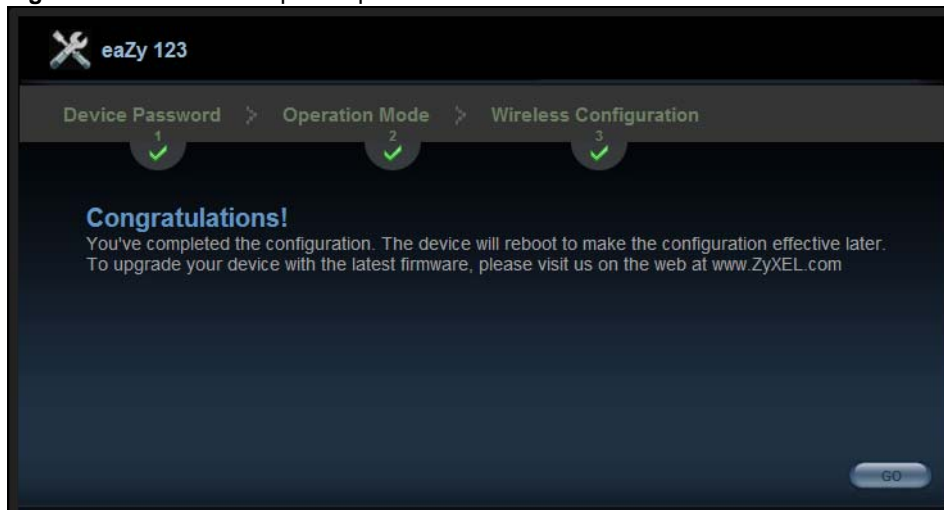 eaZy 123
Device Password > Operation Mode > Wireless Configuration
1 2 3
Congratulations!
You've completed the configuration. The device will reboot to make the configuration effective later.
To upgrade your device with the latest firmware, please visit us on the web at www.ZyXEL.com
GO